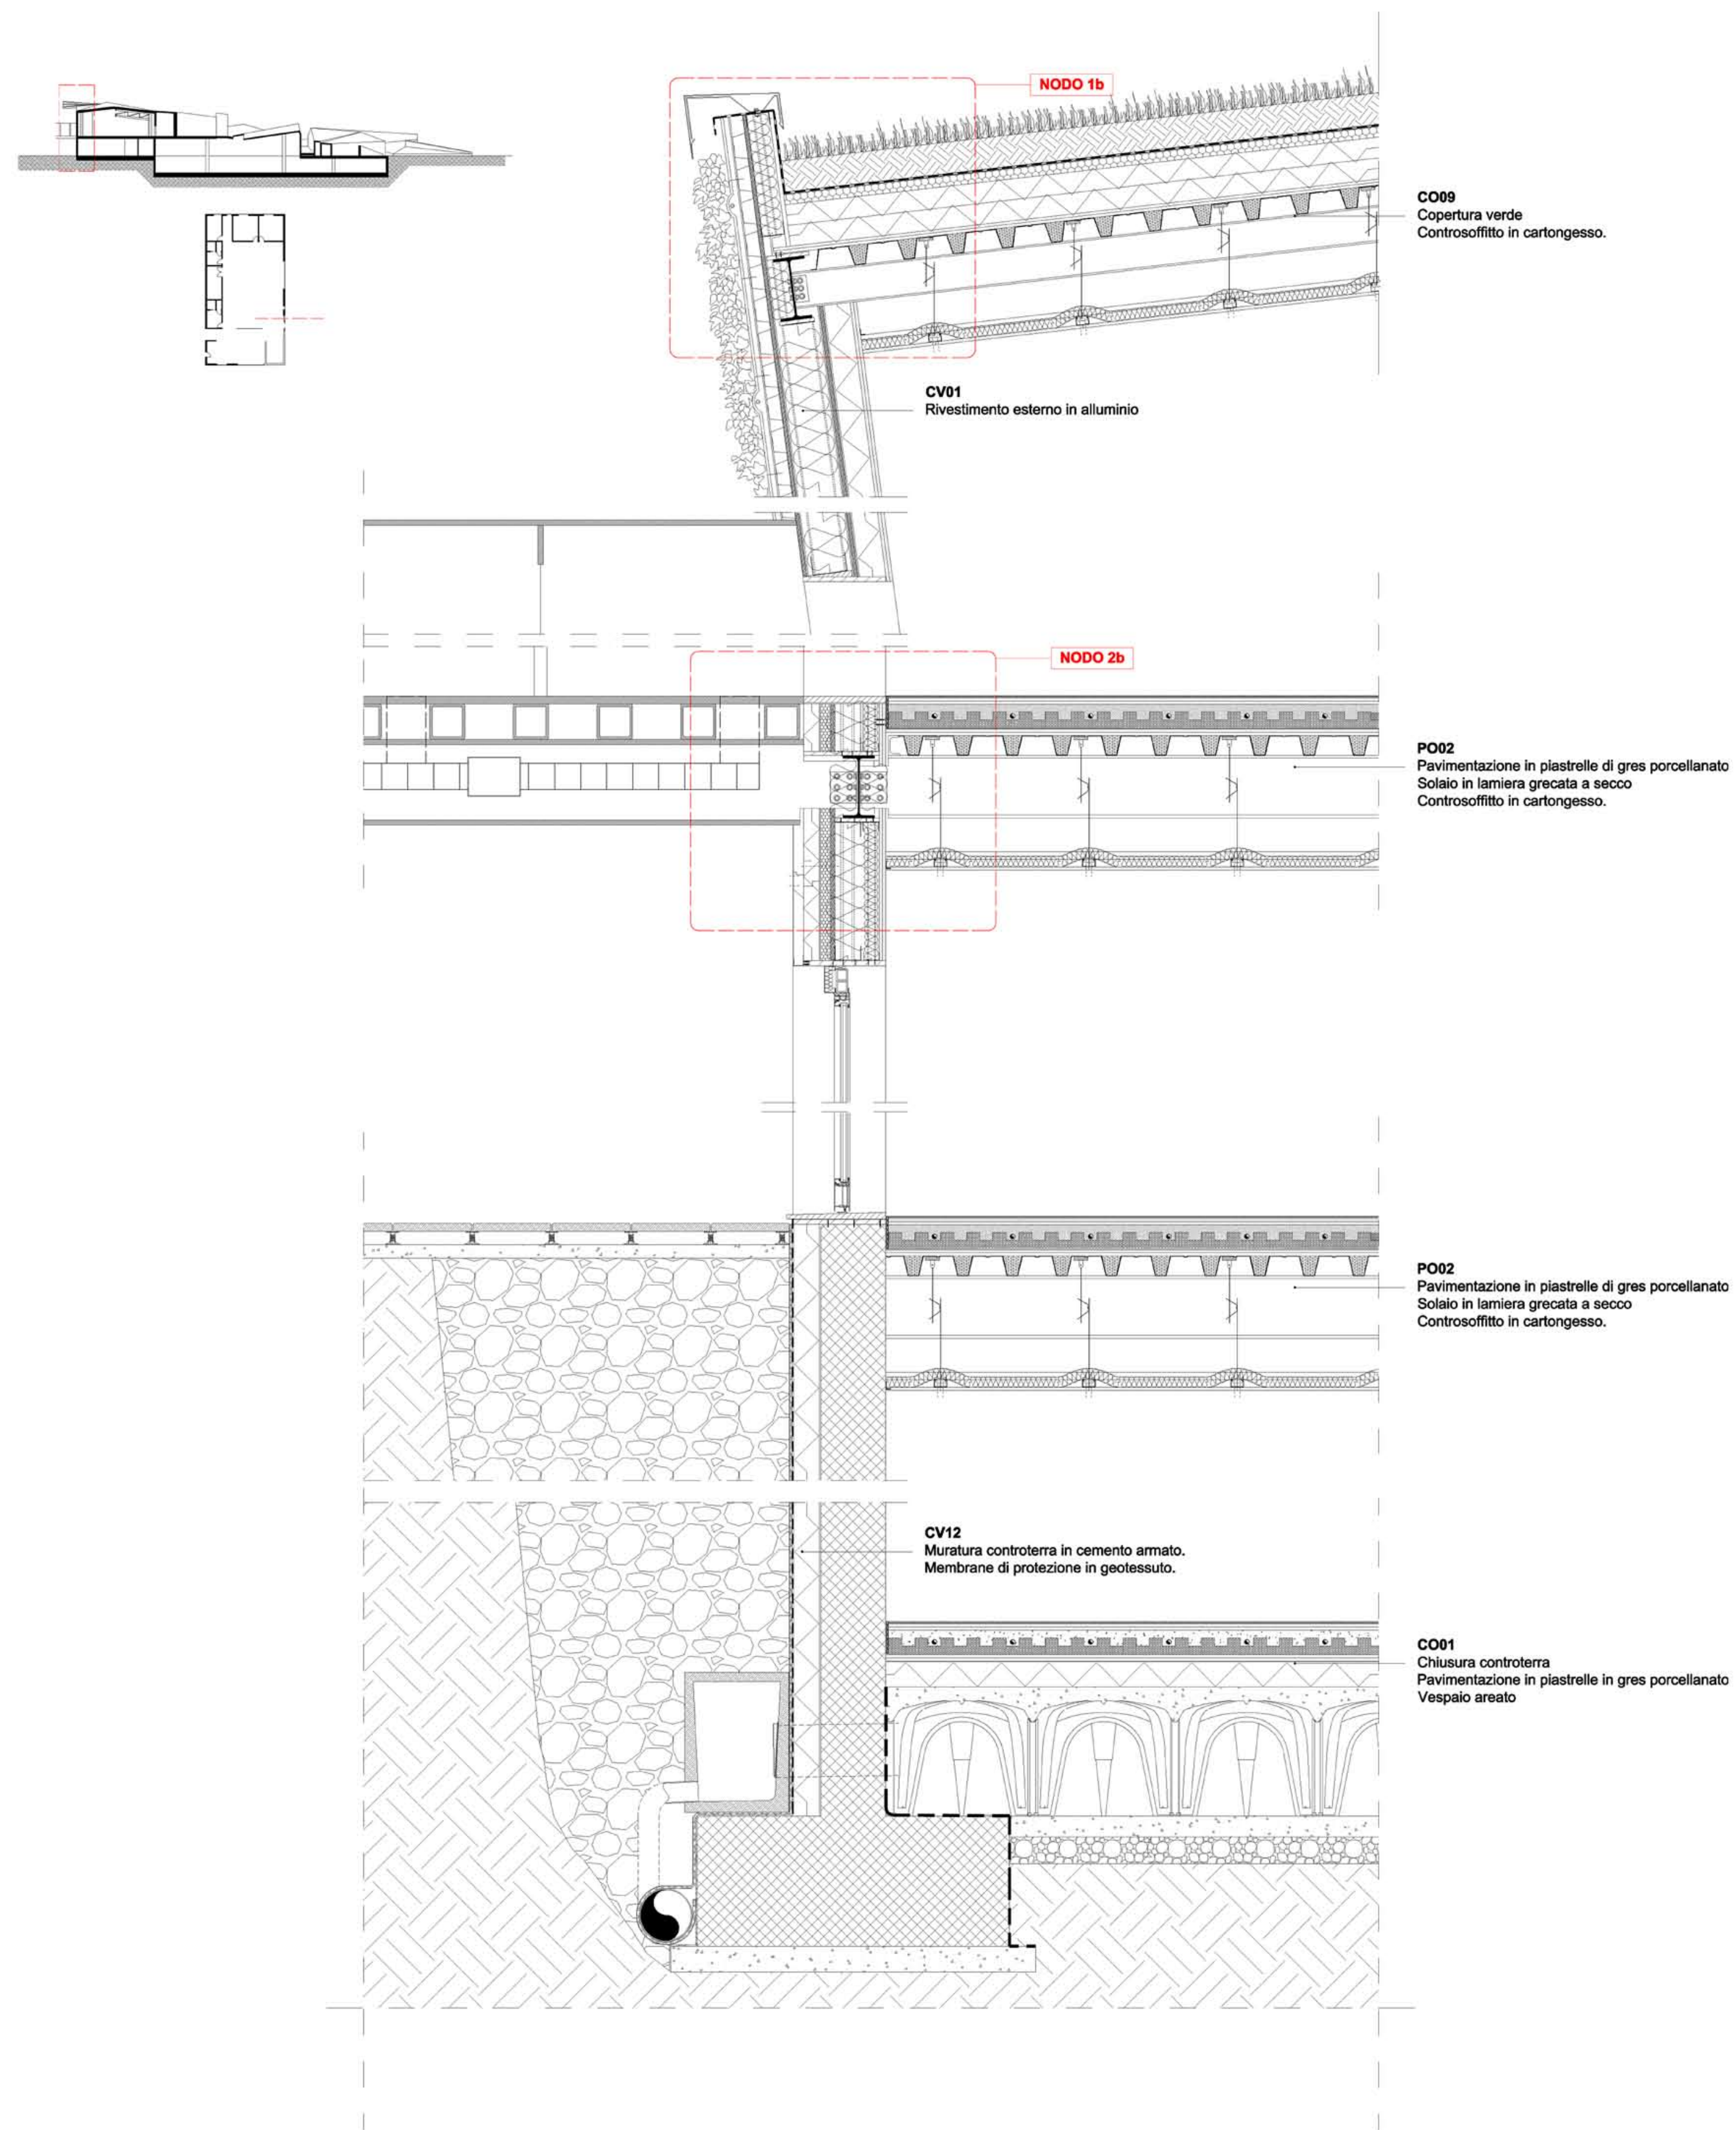 NODO 1b
CO09
Copertura verde
Controsoffitto in cartongesso.
CV01
Rivestimento esterno in alluminio
NODO 2b
PO02
Pavimentazione in piastrelle di gres porcellanato
Solaio in lamiera grecata a secco
Controsoffitto in cartongesso.
PO02
Pavimentazione in piastrelle di gres porcellanato
Solaio in lamiera grecata a secco
Controsoffitto in cartongesso.
CV12
Muratura controterra in cemento armato.
Membrane di protezione in geotessuto.
CO01
Chiusura controterra
Pavimentazione in piastrelle in gres porcellanato
Vespaio areato